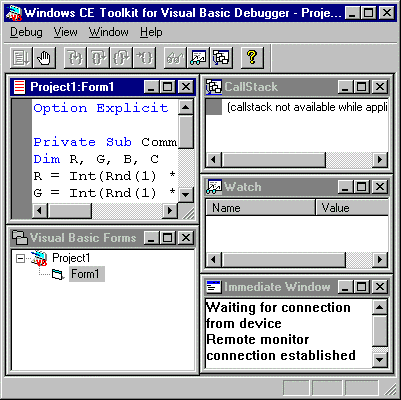 Windows CE Toolkit for Visual Basic Debugger - Proje...
Debug View Window Help
Project1:Form1
Option Explicit
Private Sub Comm
Dim R, G, B, C
R = Int(Rnd(1) *
G = Int(Rnd(1) *
CallStack
(callstack not available while appli
Watch
Name Value
Visual Basic Forms
Project1
Form1
Immediate Window
Waiting for connection
from device
Remote monitor
connection established